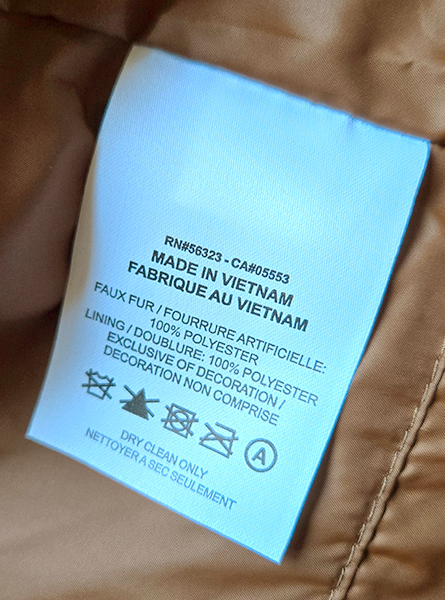 RN#56323 - CA#05553
MADE IN VIETNAM
FABRIQUE AU VIETNAM
FAUX FUR / FOURRURE ARTIFICIELLE:
100% POLYESTER
LINING / DOUBLURE: 100% POLYESTER
EXCLUSIVE OF DECORATION /
DECORATION NON COMPRISE
A
DRY CLEAN ONLY
NETTOYER A SEC SEULEMENT